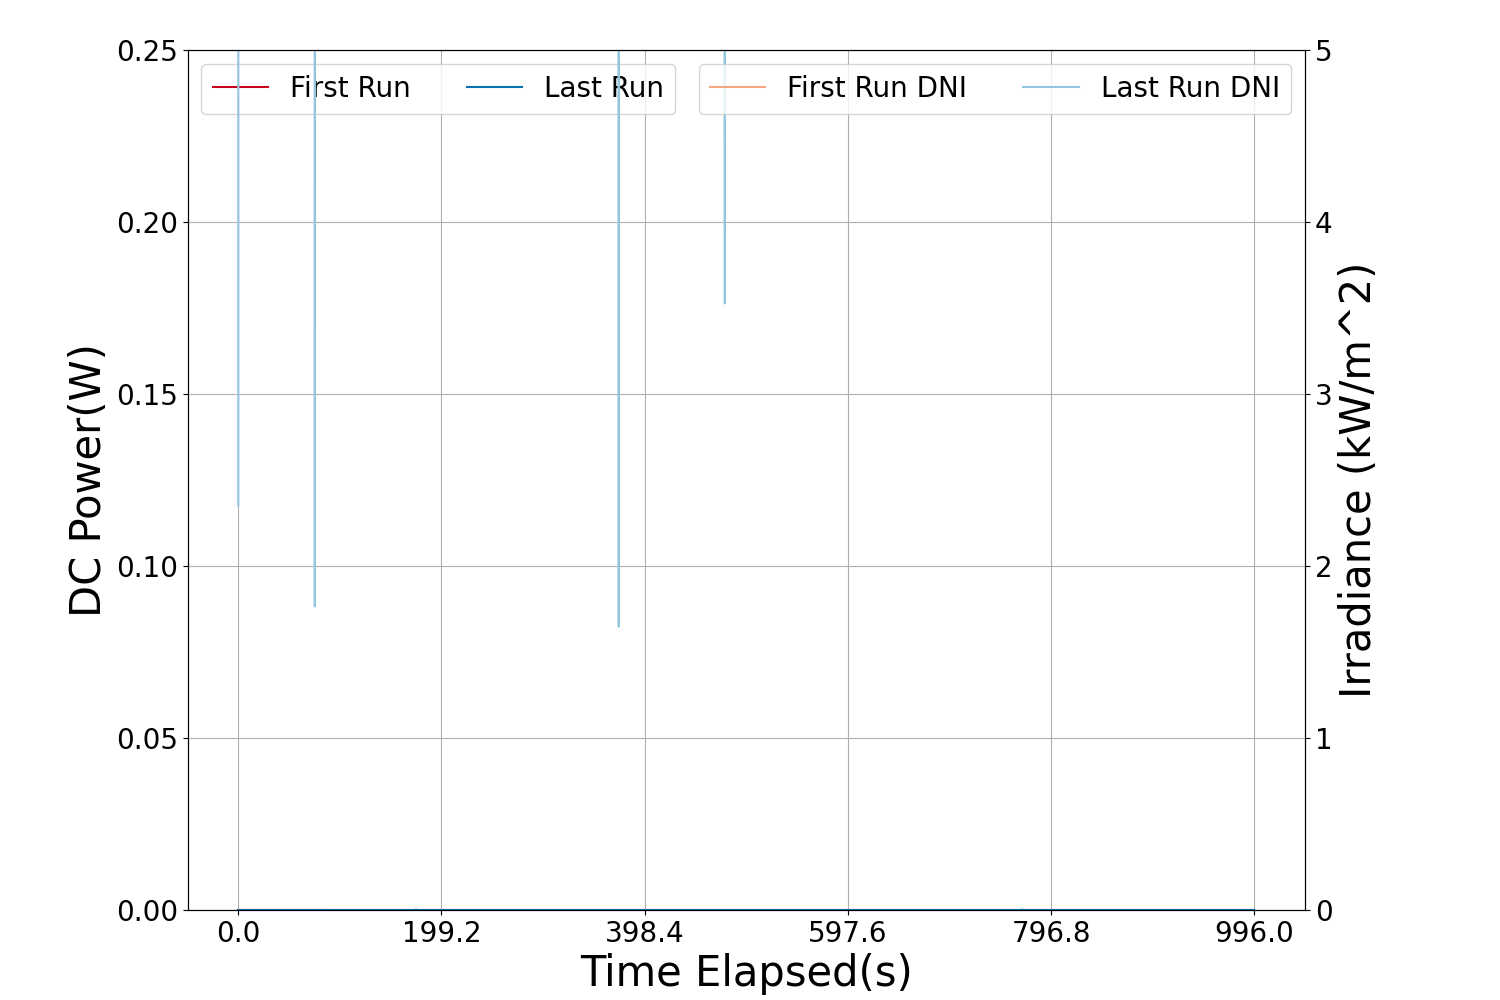 0.25
0.20
0.15
0.10
0.05
0.00
DC Power(W)
First Run
Last Run
First Run DNI
Last Run DNI
5
4
3
2
1
0
Irradiance (kW/m^2)
0.0
199.2
398.4
597.6
796.8
996.0
Time Elapsed(s)